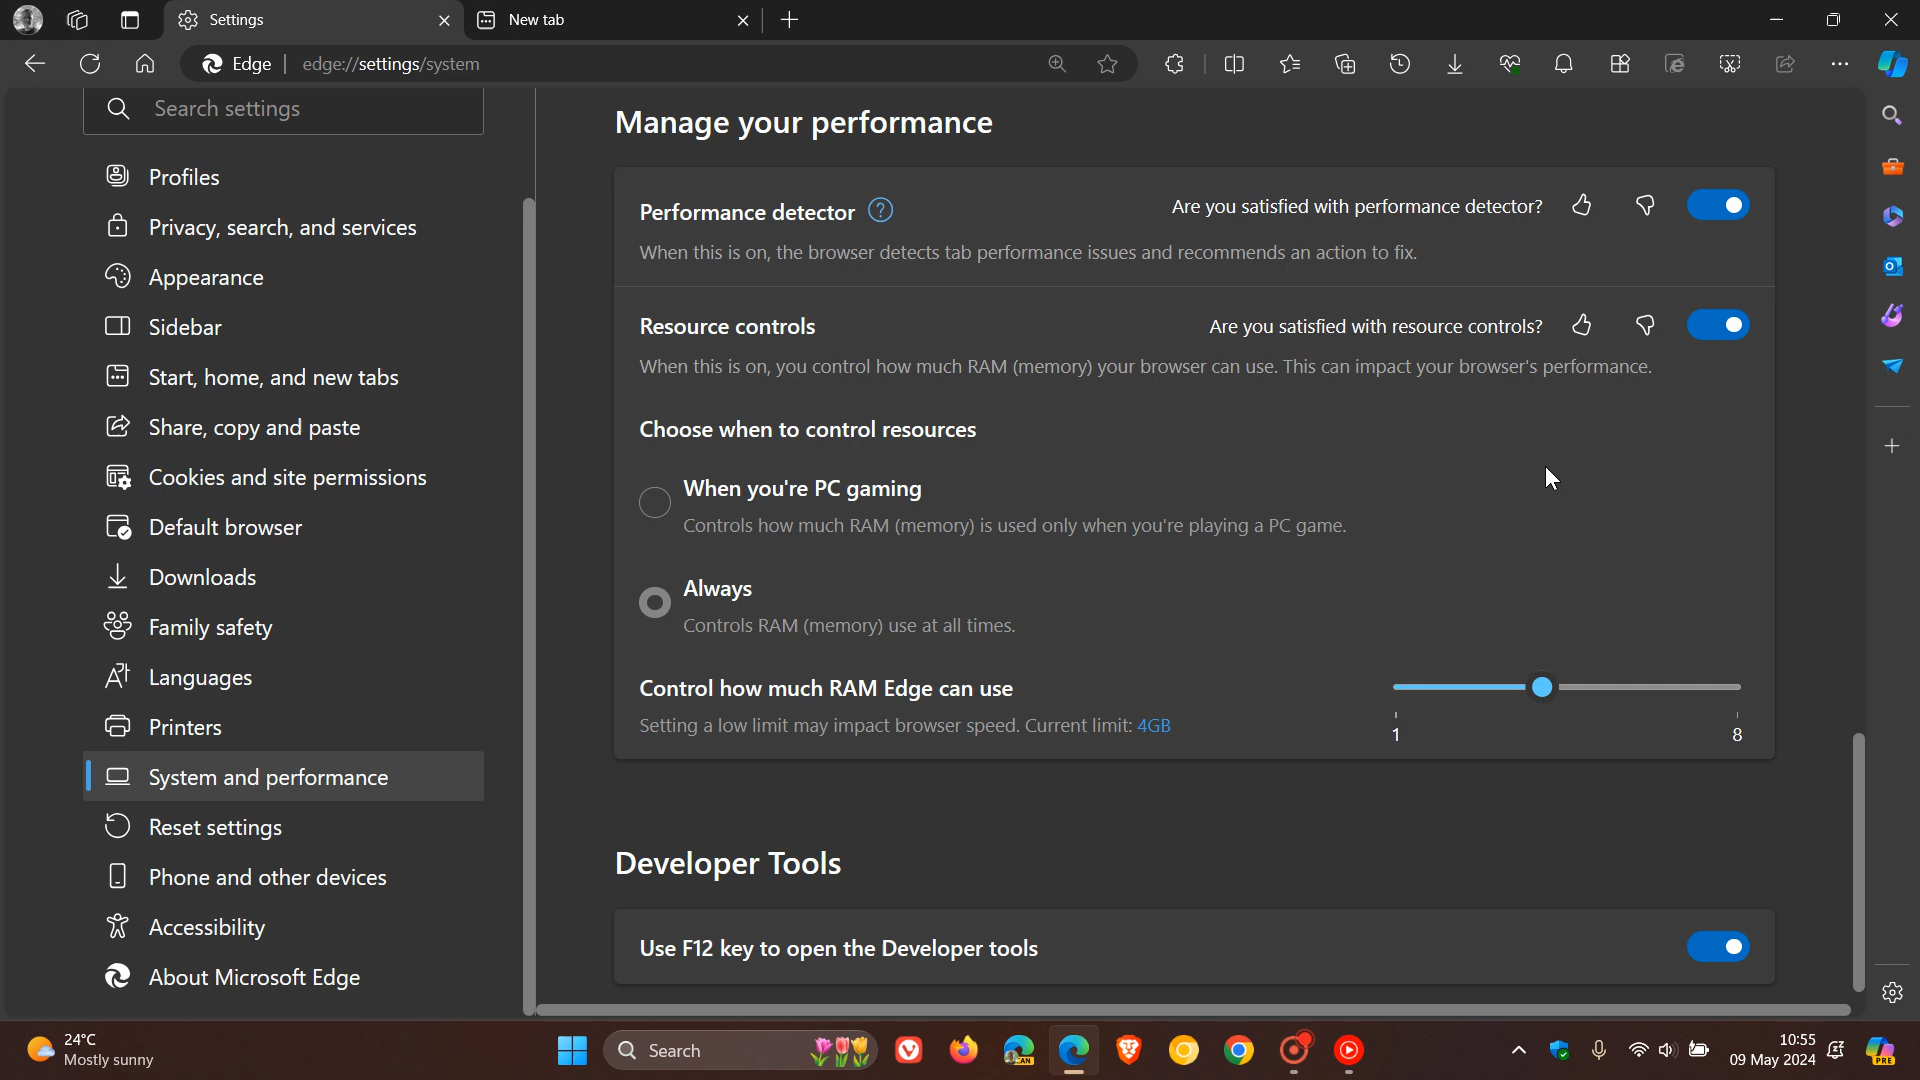 Settings
New tab
Edge
edge://settings/system
Search settings
Profiles
Privacy, search, and services
Appearance
Sidebar
Start, home, and new tabs
Share, copy and paste
Cookies and site permissions
Default browser
Downloads
Family safety
Languages
Printers
System and performance
Reset settings
Phone and other devices
Accessibility
About Microsoft Edge
Manage your performance
Performance detector
Are you satisfied with performance detector?
When this is on, the browser detects tab performance issues and recommends an action to fix.
Resource controls
Are you satisfied with resource controls?
When this is on, you control how much RAM (memory) your browser can use. This can impact your browser's performance.
Choose when to control resources
When you're PC gaming
Controls how much RAM (memory) is used only when you're playing a PC game.
Always
Controls RAM (memory) use at all times.
Control how much RAM Edge can use
Setting a low limit may impact browser speed. Current limit: 4GB
1
8
Developer Tools
Use F12 key to open the Developer tools
24°C
Mostly sunny
Search
CAN
10:55
09 May 2024
PRE